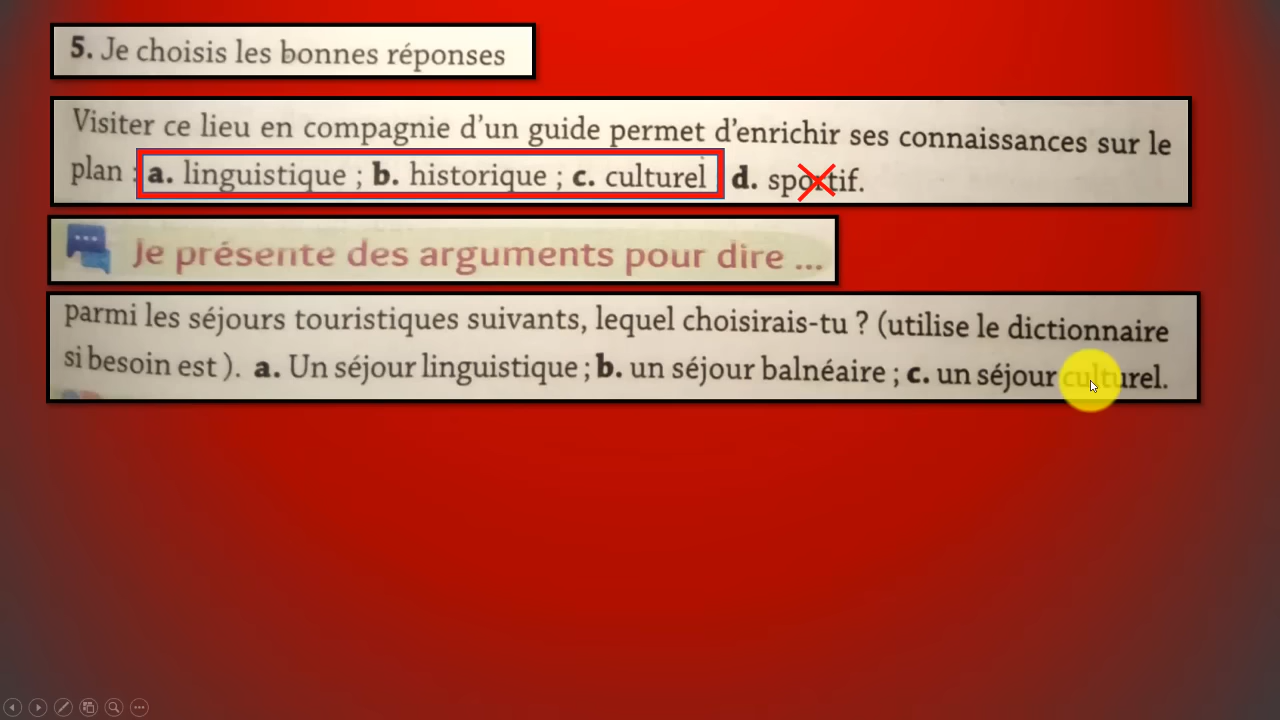 5. Je choisis les bonnes réponses
Visiter ce lieu en compagnie d'un guide permet d'enrichir ses connaissances sur le
plan : a. linguistique ; b. historique ; c. culturel d. sportif.
Je présente des arguments pour dire ...
parmi les séjours touristiques suivants, lequel choisirais-tu ? (utilise le dictionnaire
si besoin est ). a. Un séjour linguistique ; b. un séjour balnéaire ; c. un séjour culturel.